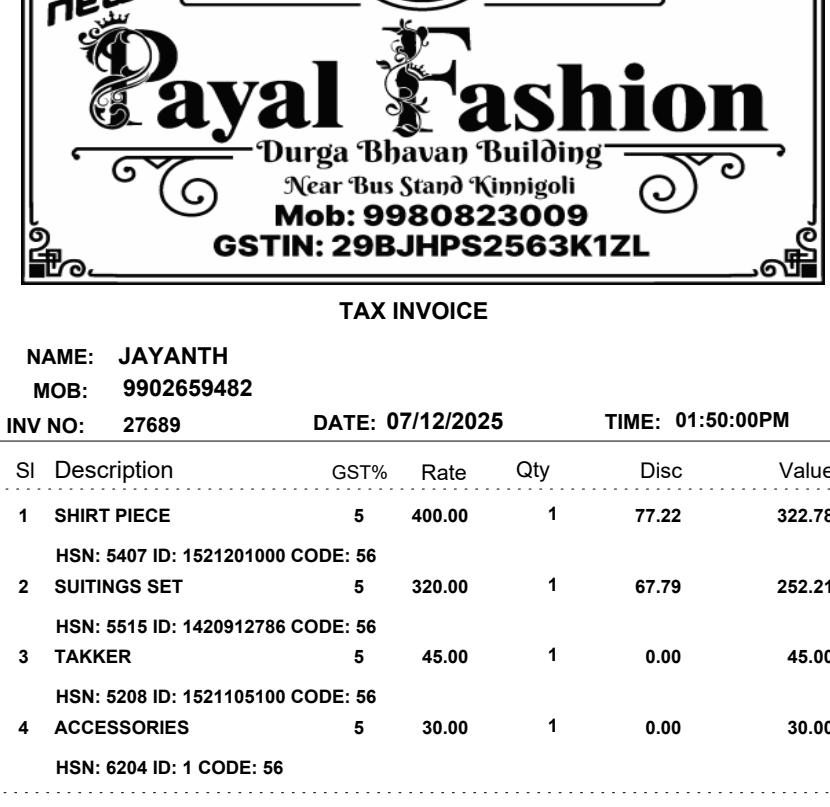 new
Payal Fashion
Durga Bhavan Building
Near Bus Stand Kinnigoli
Mob: 9980823009
GSTIN: 29BJHPS2563K1ZL
TAX INVOICE
NAME: JAYANTH
MOB: 9902659482
INV NO: 27689 DATE: 07/12/2025 TIME: 01:50:00PM
Sl Description GST% Rate Qty Disc Value
1 SHIRT PIECE 5 400.00 1 77.22 322.78
HSN: 5407 ID: 1521201000 CODE: 56
2 SUITINGS SET 5 320.00 1 67.79 252.21
HSN: 5515 ID: 1420912786 CODE: 56
3 TAKKER 5 45.00 1 0.00 45.00
HSN: 5208 ID: 1521105100 CODE: 56
4 ACCESSORIES 5 30.00 1 0.00 30.00
HSN: 6204 ID: 1 CODE: 56